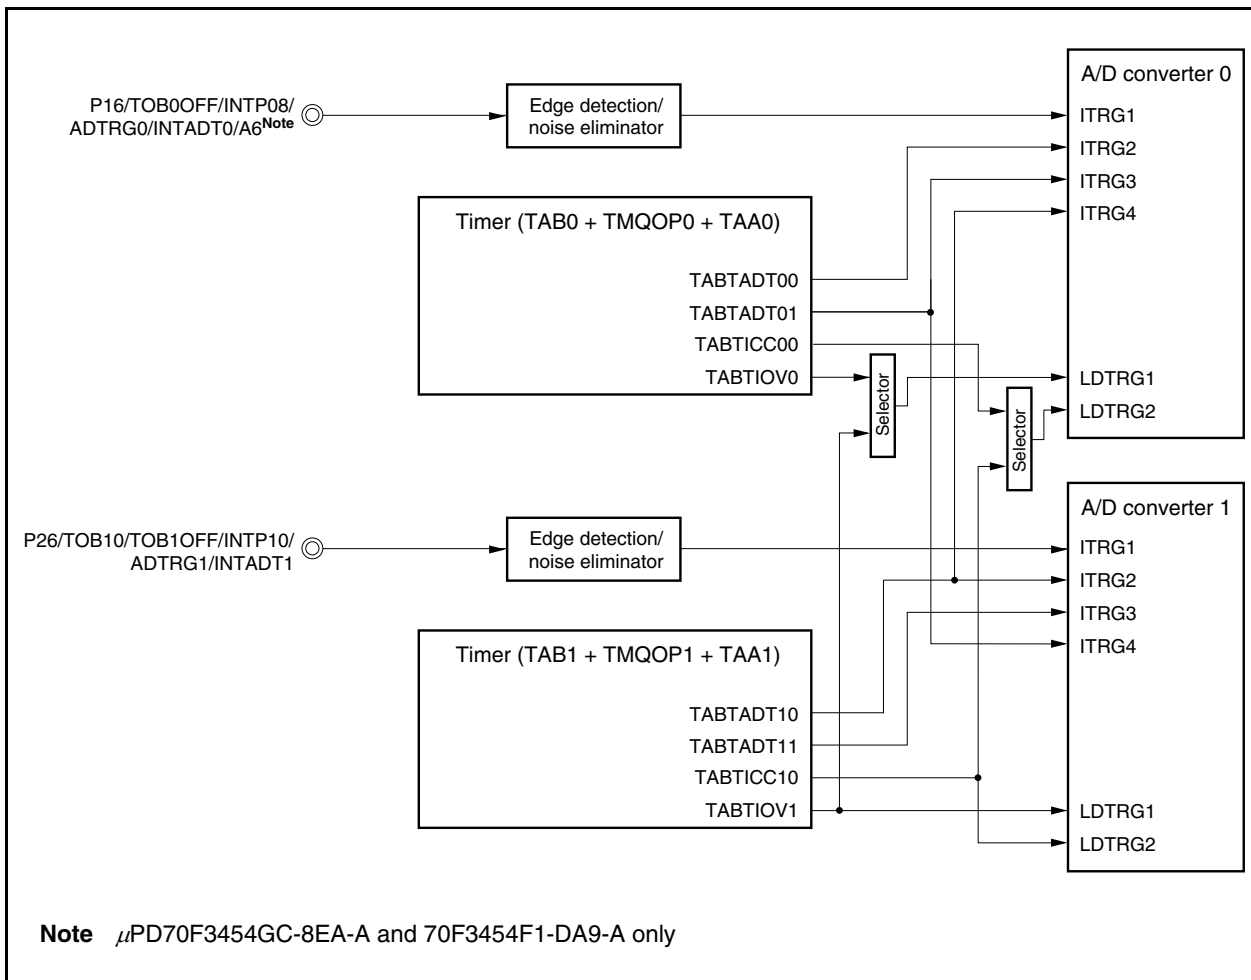 A/D converter 0
P16/TOB0OFF/INTP08/
ADTRG0/INTADT0/A6Note
Edge detection/
noise eliminator
ITRG1
ITRG2
ITRG3
ITRG4
Timer (TAB0 + TMQOP0 + TAA0)
TABTADT00
TABTADT01
TABTICC00
TABTIOV0
Selector
LDTRG1
LDTRG2
Selector
A/D converter 1
P26/TOB10/TOB1OFF/INTP10/
ADTRG1/INTADT1
Edge detection/
noise eliminator
ITRG1
ITRG2
ITRG3
ITRG4
Timer (TAB1 + TMQOP1 + TAA1)
TABTADT10
TABTADT11
TABTICC10
TABTIOV1
LDTRG1
LDTRG2
Note μPD70F3454GC-8EA-A and 70F3454F1-DA9-A only